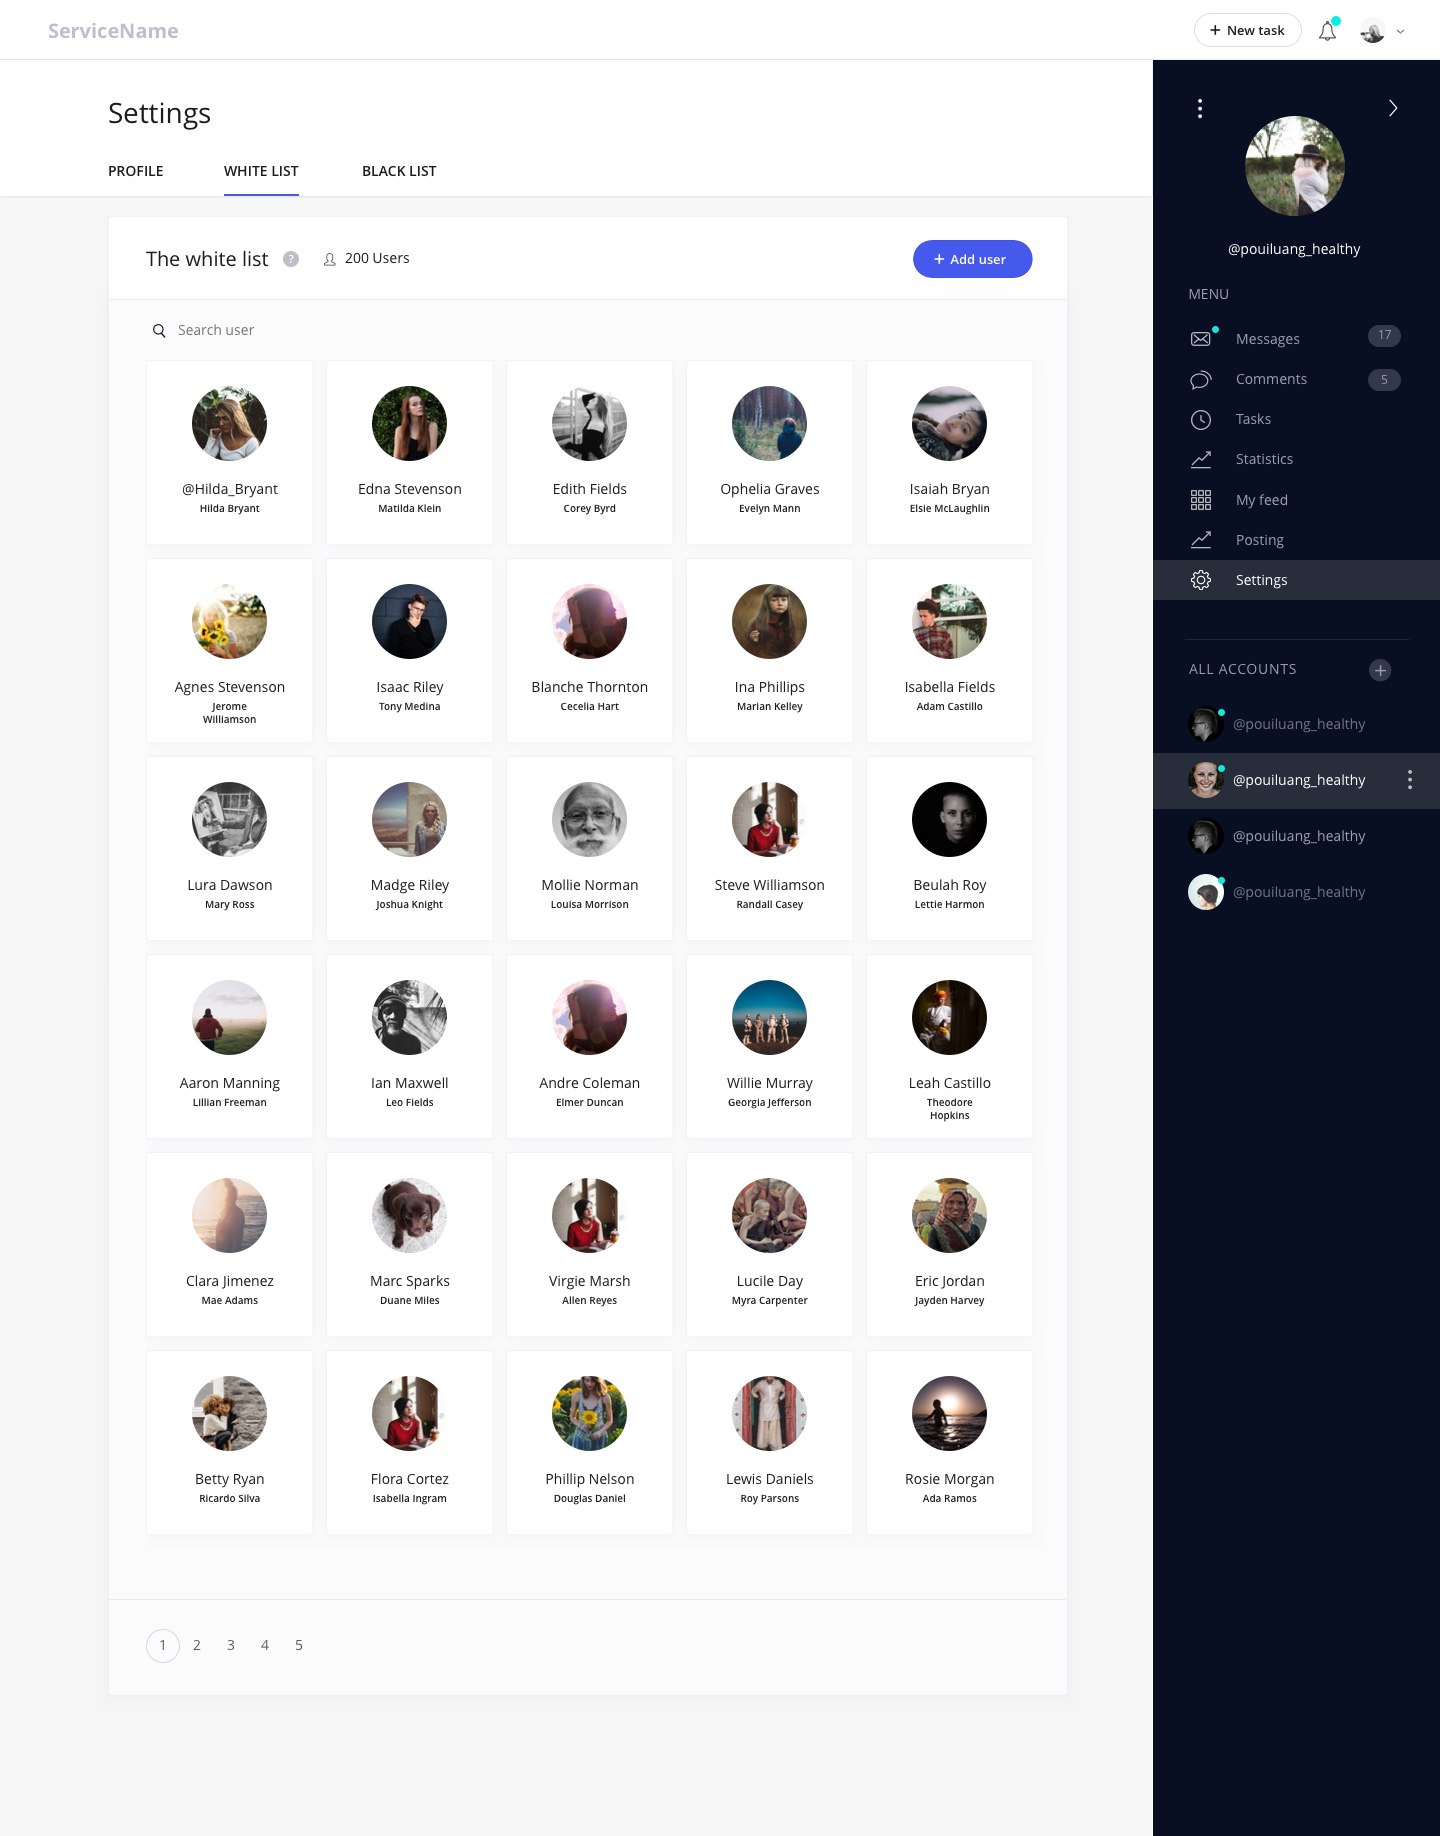 ServiceName
+ New task
Settings
PROFILE WHITE LIST BLACK LIST
The white list ? 200 Users
+ Add user
Search user
@Hilda_Bryant
Hilda Bryant
Edna Stevenson
Matilda Klein
Edith Fields
Corey Byrd
Ophelia Graves
Evelyn Mann
Isaiah Bryan
Elsie McLaughlin
Agnes Stevenson
Jerome
Williamson
Isaac Riley
Tony Medina
Blanche Thornton
Cecelia Hart
Ina Phillips
Marian Kelley
Isabella Fields
Adam Castillo
Lura Dawson
Mary Ross
Madge Riley
Joshua Knight
Mollie Norman
Louisa Morrison
Steve Williamson
Randall Casey
Beulah Roy
Lettie Harmon
Aaron Manning
Lillian Freeman
Ian Maxwell
Leo Fields
Andre Coleman
Elmer Duncan
Willie Murray
Georgia Jefferson
Leah Castillo
Theodore
Hopkins
Clara Jimenez
Mae Adams
Marc Sparks
Duane Miles
Virgie Marsh
Allen Reyes
Lucile Day
Myra Carpenter
Eric Jordan
Jayden Harvey
Betty Ryan
Ricardo Silva
Flora Cortez
Isabella Ingram
Phillip Nelson
Douglas Daniel
Lewis Daniels
Roy Parsons
Rosie Morgan
Ada Ramos
1 2 3 4 5
@pouiluang_healthy
MENU
Messages 17
Comments 5
Tasks
Statistics
My feed
Posting
Settings
ALL ACCOUNTS
@pouiluang_healthy
@pouiluang_healthy
@pouiluang_healthy
@pouiluang_healthy